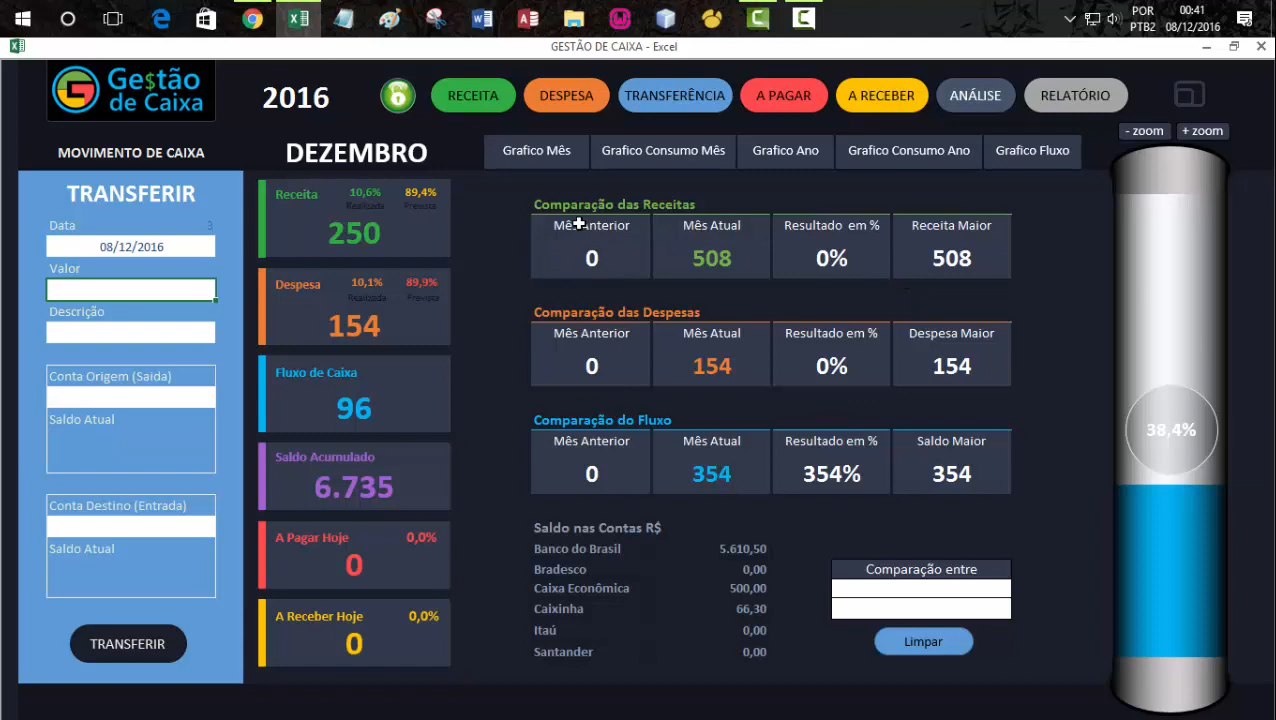 POR
00:41
PTB2
08/12/2016
GESTÃO DE CAIXA - Excel
Ge$tão
de Caixa
2016
RECEITA
DESPESA
TRANSFERÊNCIA
A PAGAR
A RECEBER
ANÁLISE
RELATÓRIO
- zoom
+ zoom
MOVIMENTO DE CAIXA
DEZEMBRO
Grafico Mês
Grafico Consumo Mês
Grafico Ano
Grafico Consumo Ano
Grafico Fluxo
TRANSFERIR
Data
3
08/12/2016
Valor
Descrição
Conta Origem (Saida)
Saldo Atual
Conta Destino (Entrada)
Saldo Atual
TRANSFERIR
Receita
10,6%
89,4%
Realizada
Prevista
250
Despesa
10,1%
89,9%
Realizada
Prevista
154
Fluxo de Caixa
96
Saldo Acumulado
6.735
A Pagar Hoje
0,0%
0
A Receber Hoje
0,0%
0
Comparação das Receitas
Mês Anterior
Mês Atual
Resultado em %
Receita Maior
0
508
0%
508
Comparação das Despesas
Mês Anterior
Mês Atual
Resultado em %
Despesa Maior
0
154
0%
154
Comparação do Fluxo
Mês Anterior
Mês Atual
Resultado em %
Saldo Maior
0
354
354%
354
Saldo nas Contas R$
Banco do Brasil 5.610,50
Bradesco 0,00
Caixa Econômica 500,00
Caixinha 66,30
Itaú 0,00
Santander 0,00
Comparação entre
Limpar
38,4%